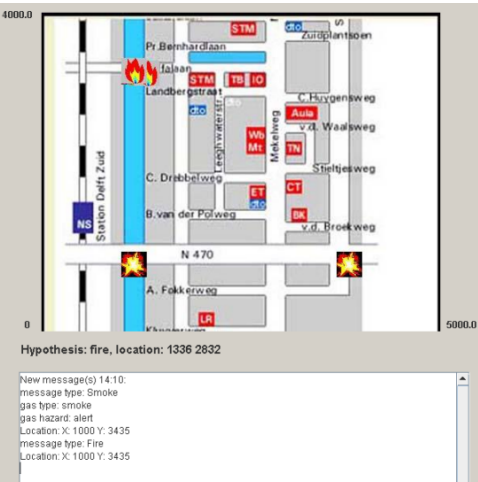 4000.0
STM
dto
Zuidplantsoen
Pr.Bernhardlaan
falaan
STM
TB
IO
Landbergstraat
C.Huygensweg
dto
dto
Aula
v.d. Waalsweg
Leeghwaterstr.
Mekelweg
Wb
Mt
TN
Stieltjesweg
C. Drebbelweg
Station Delft Zuid
ET
CT
dto
BK
NS
B.van der Polweg
v.d. Broekweg
N 470
A. Fokkerweg
LR
0
5000.0
Hypothesis: fire, location: 1336 2832
New message(s) 14:10:
message type: Smoke
gas type: smoke
gas hazard: alert
Location: X: 1000 Y: 3435
message type: Fire
Location: X: 1000 Y: 3435